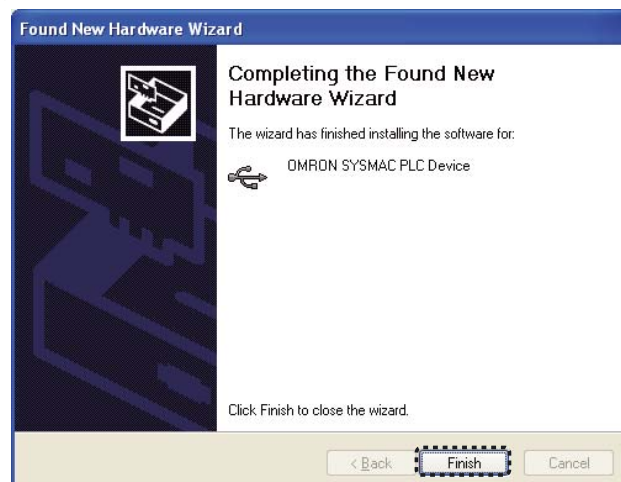 Found New Hardware Wizard
Completing the Found New
Hardware Wizard
The wizard has finished installing the software for:
OMRON SYSMAC PLC Device
Click Finish to close the wizard.
< Back
Finish
Cancel